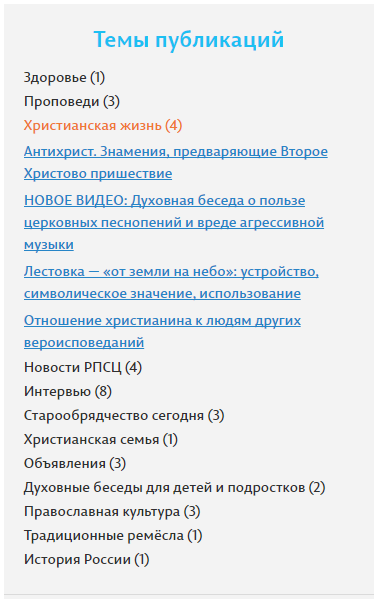 Темы публикаций
Здоровье (1)
Проповеди (3)
Христианская жизнь (4)
Антихрист. Знамения, предваряющие Второе
Христово пришествие
НОВОЕ ВИДЕО: Духовная беседа о пользе
церковных песнопений и вреде агрессивной
музыки
Лестовка — «от земли на небо»: устройство,
символическое значение, использование
Отношение христианина к людям других
вероисповеданий
Новости РПСЦ (4)
Интервью (8)
Старообрядчество сегодня (3)
Христианская семья (1)
Объявления (3)
Духовные беседы для детей и подростков (2)
Православная культура (3)
Традиционные ремёсла (1)
История России (1)